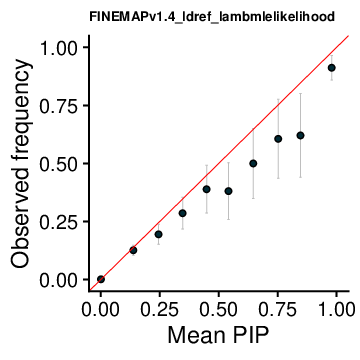 FINEMAPv1.4_ldref_lambmlelikelihood
Observed frequency
1.00
0.75
0.50
0.25
0.00
0.00 0.25 0.50 0.75 1.00
Mean PIP